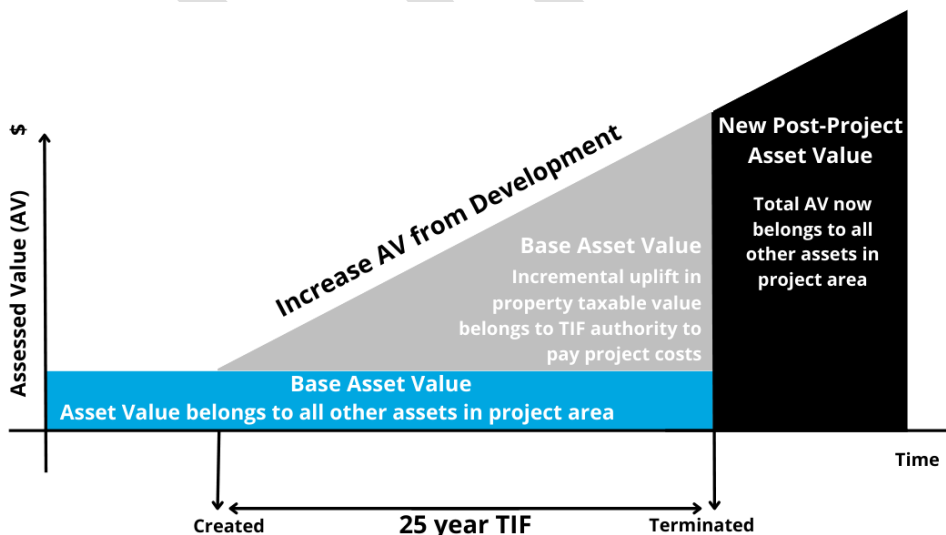 $
Assessed Value (AV)
Increase AV from Development
New Post-Project
Asset Value
Total AV now
belongs to all
other assets in
project area
Base Asset Value
Incremental uplift in
property taxable value
belongs to TIF authority to
pay project costs
Base Asset Value
Asset Value belongs to all other assets in project area
Time
Created
25 year TIF
Terminated